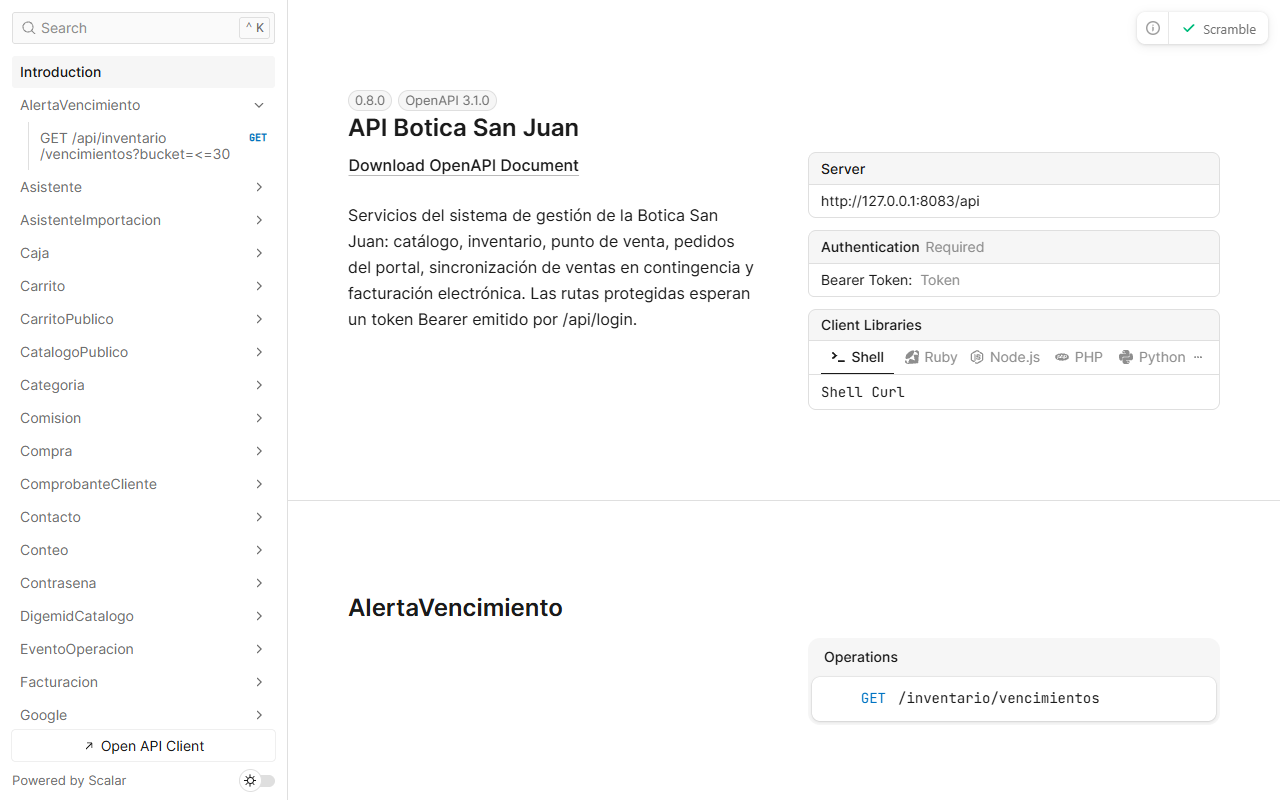 Search
^ K
Introduction
AlertaVencimiento
GET /api/inventario
/vencimientos?bucket=<=30
GET
Asistente
AsistenteImportacion
Caja
Carrito
CarritoPublico
CatalogoPublico
Categoria
Comision
Compra
ComprobanteCliente
Contacto
Conteo
Contrasena
DigemidCatalogo
EventoOperacion
Facturacion
Google
Open API Client
Powered by Scalar
Scramble
0.8.0 OpenAPI 3.1.0
API Botica San Juan
Download OpenAPI Document
Servicios del sistema de gestión de la Botica San
Juan: catálogo, inventario, punto de venta, pedidos
del portal, sincronización de ventas en contingencia y
facturación electrónica. Las rutas protegidas esperan
un token Bearer emitido por /api/login.
Server
http://127.0.0.1:8083/api
Authentication Required
Bearer Token: Token
Client Libraries
Shell Ruby Node.js PHP Python ...
Shell Curl
AlertaVencimiento
Operations
GET /inventario/vencimientos